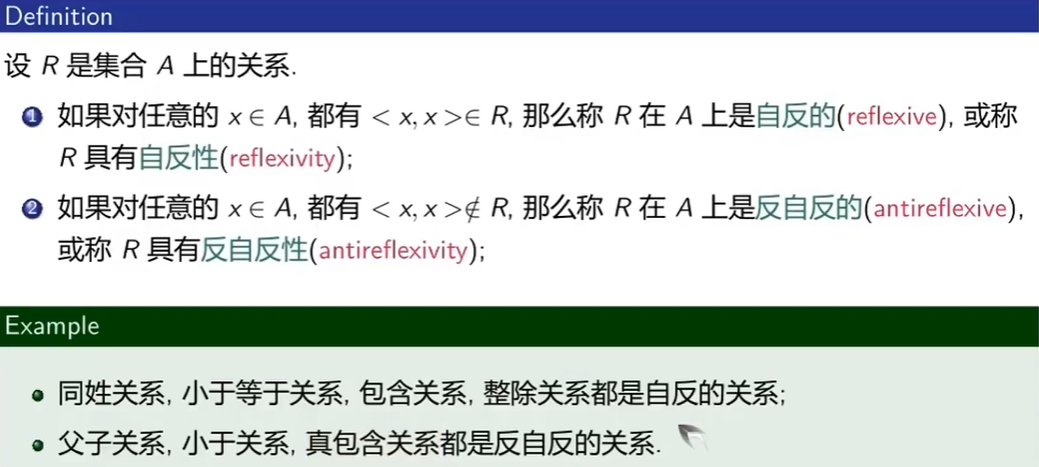 Definition
设 R 是集合 A 上的关系.
1 如果对任意的 x ∈ A, 都有 < x, x >∈ R, 那么称 R 在 A 上是自反的(reflexive), 或称
R 具有自反性(reflexivity);
2 如果对任意的 x ∈ A, 都有 < x, x >∉ R, 那么称 R 在 A 上是反自反的(antireflexive),
或称 R 具有反自反性(antireflexivity);
Example
同姓关系, 小于等于关系, 包含关系, 整除关系都是自反的关系;
父子关系, 小于关系, 真包含关系都是反自反的关系.